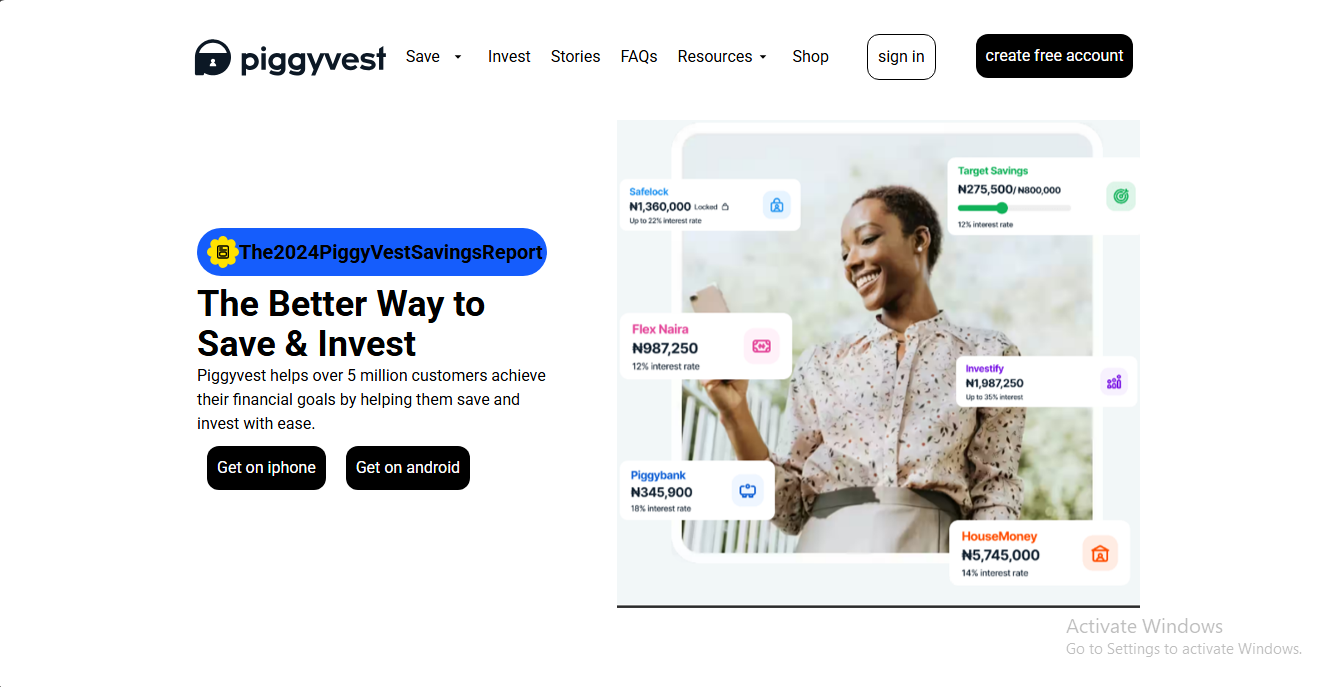 piggyvest
Save
Invest
Stories
FAQs
Resources
Shop
sign in
create free account
The2024PiggyVestSavingsReport
The Better Way to
Save & Invest
Piggyvest helps over 5 million customers achieve
their financial goals by helping them save and
invest with ease.
Get on iphone
Get on android
Safelock
₦1,360,000 Locked
Up to 22% interest rate
Target Savings
₦275,500/ ₦800,000
12% interest rate
Flex Naira
₦987,250
12% interest rate
Investify
₦1,987,250
Up to 35% interest
Piggybank
₦345,900
18% interest rate
HouseMoney
₦5,745,000
14% interest rate
Activate Windows
Go to Settings to activate Windows.